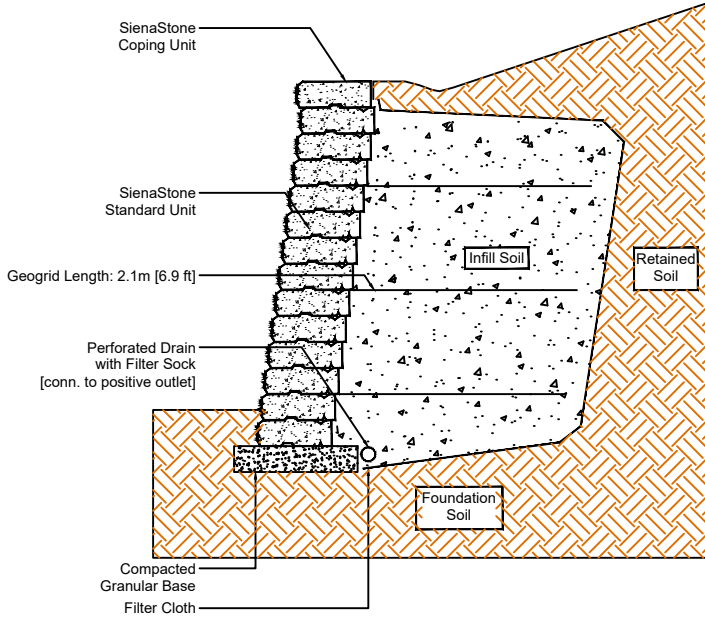 SienaStone
Coping Unit
SienaStone
Standard Unit
Infill Soil
Retained
Soil
Geogrid Length: 2.1m [6.9 ft]
Perforated Drain
with Filter Sock
[conn. to positive outlet]
Foundation
Soil
Compacted
Granular Base
Filter Cloth